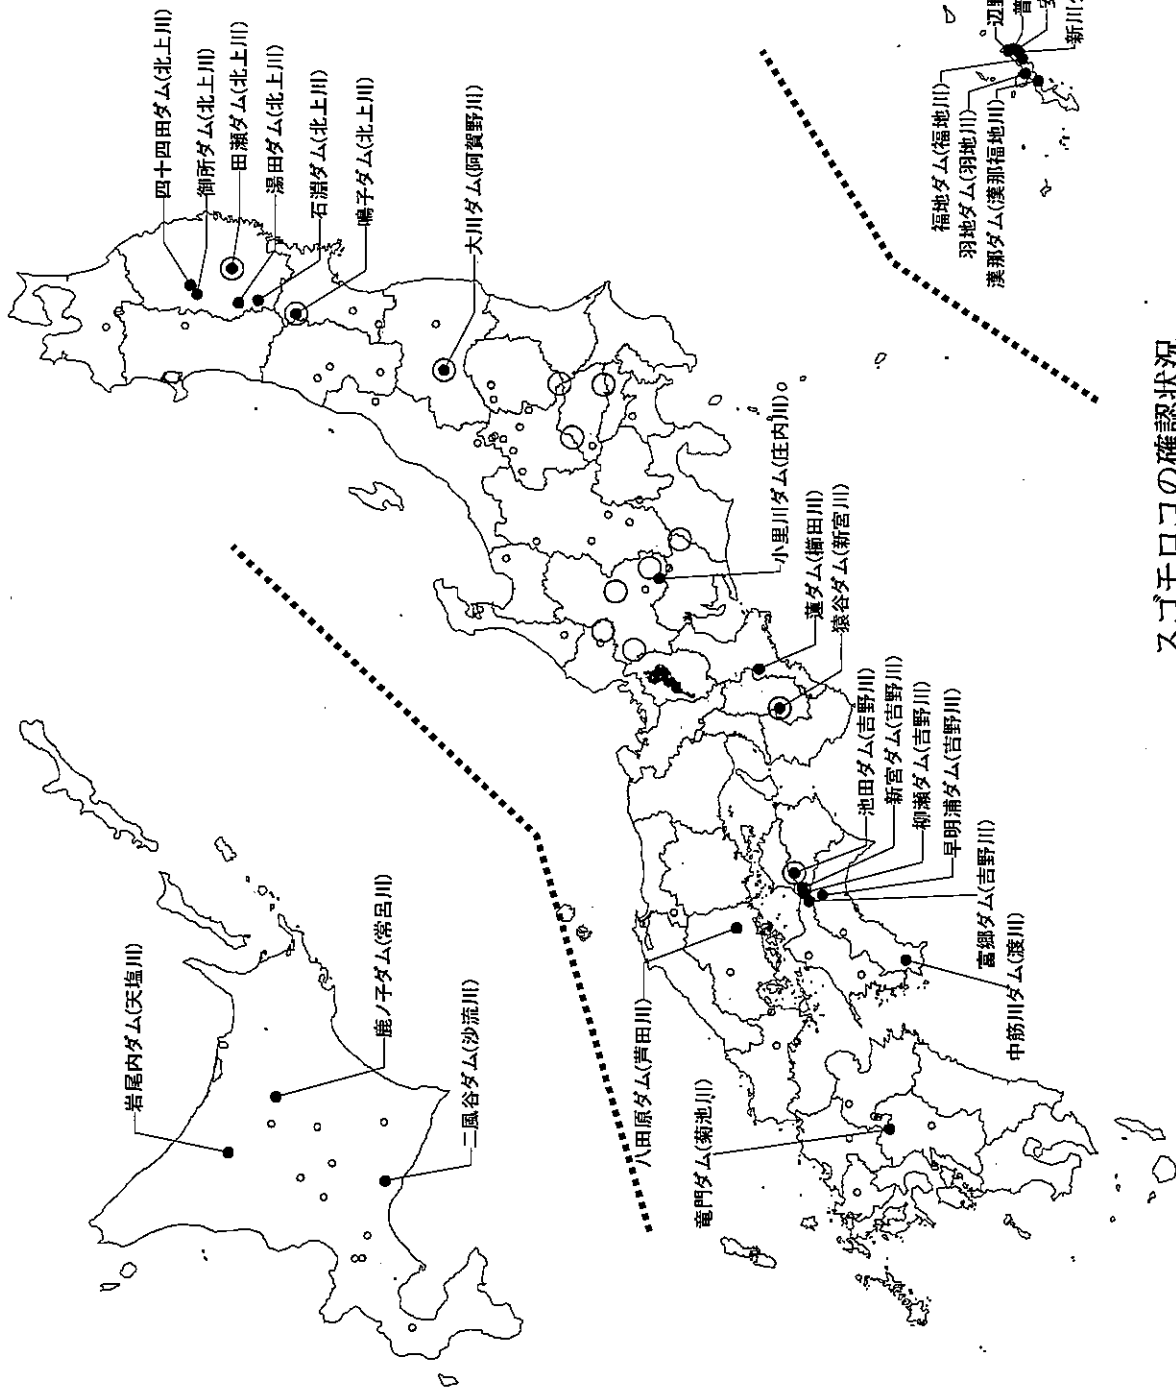 四十四田ダム(北上川)
御所ダム(北上川)
田瀬ダム(北上川)
湯田ダム(北上川)
石淵ダム(北上川)
鳴子ダム(北上川)
大川ダム(阿賀野川)
小里川ダム(庄内川)
蓮ダム(櫛田川)
猿谷ダム(新宮川)
池田ダム(吉野川)
新宮ダム(吉野川)
柳瀬ダム(吉野川)
早明浦ダム(吉野川)
富郷ダム(吉野川)
中筋川ダム(渡川)
八田原ダム(芦田川)
竜門ダム(菊池川)
岩尾内ダム(天塩川)
鹿ノ子ダム(常呂川)
二風谷ダム(沙流川)
福地ダム(福地川)
羽地ダム(羽地川)
漢那ダム(漢那福地川)
辺野
普
新川
スゴモロコの確認状況